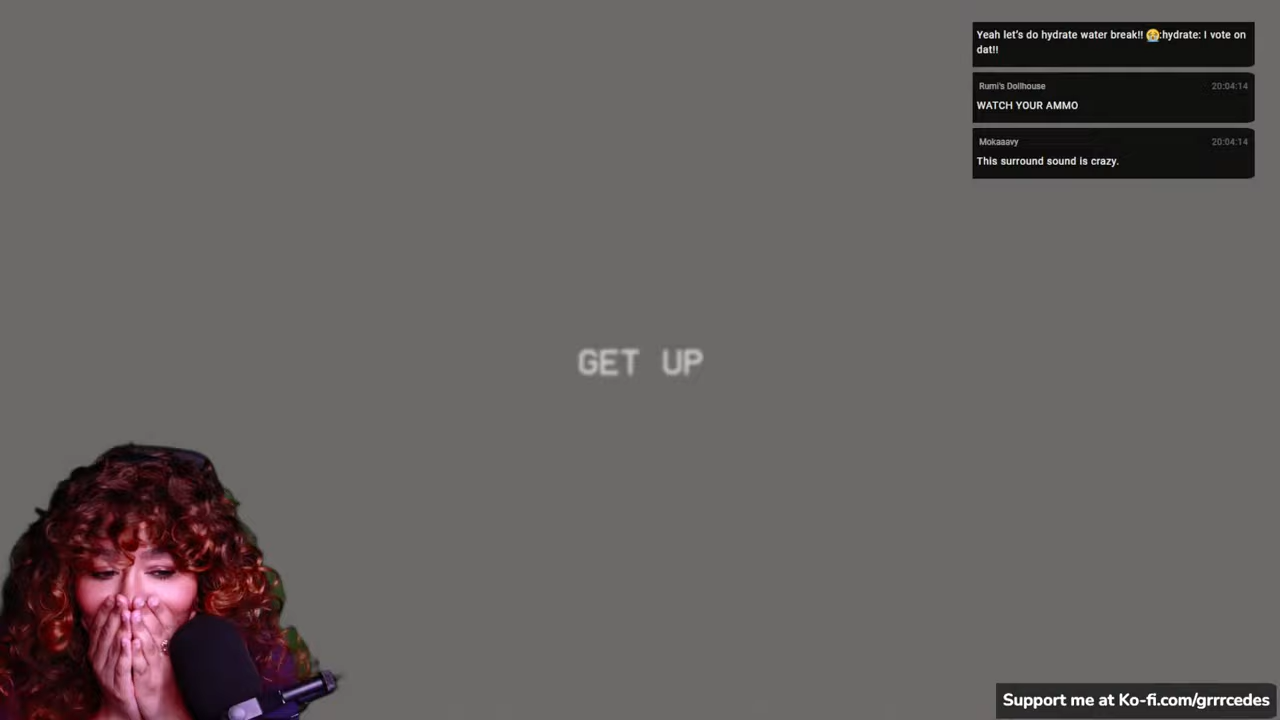 Yeah let's do hydrate water break!! 😭:hydrate: I vote on
dat!!
Rumi's Dollhouse 20:04:14
WATCH YOUR AMMO
Mokaaavy 20:04:14
This surround sound is crazy.
GET UP
Support me at Ko-fi.com/grrrcedes